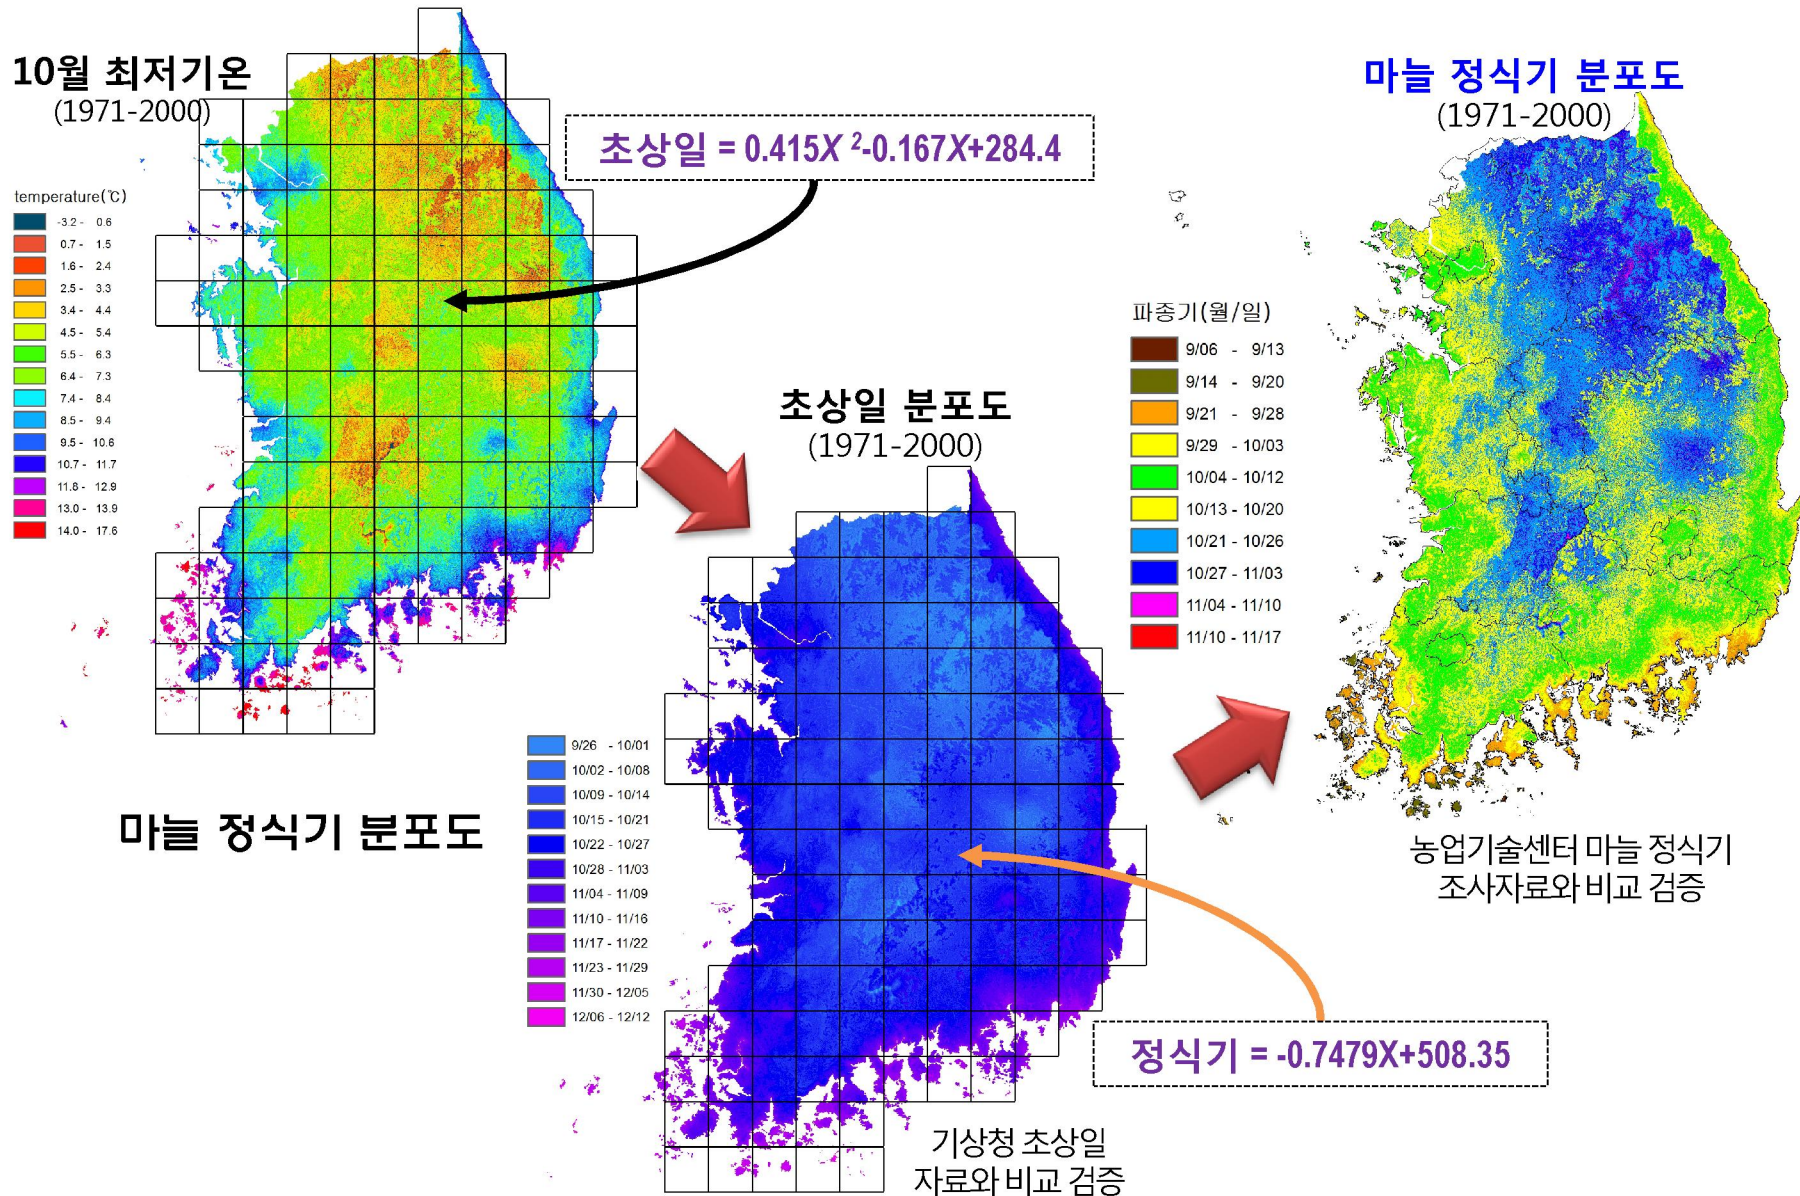 10월 최저기온
(1971-2000)
temperature(℃)
-3.2 - 0.6
0.7 - 1.5
1.6 - 2.4
2.5 - 3.3
3.4 - 4.4
4.5 - 5.4
5.5 - 6.3
6.4 - 7.3
7.4 - 8.4
8.5 - 9.4
9.5 - 10.6
10.7 - 11.7
11.8 - 12.9
13.0 - 13.9
14.0 - 17.6
초상일 = 0.415X ²-0.167X+284.4
마늘 정식기 분포도
초상일 분포도
(1971-2000)
9/26 - 10/01
10/02 - 10/08
10/09 - 10/14
10/15 - 10/21
10/22 - 10/27
10/28 - 11/03
11/04 - 11/09
11/10 - 11/16
11/17 - 11/22
11/23 - 11/29
11/30 - 12/05
12/06 - 12/12
기상청 초상일
자료와 비교 검증
정식기 = -0.7479X+508.35
마늘 정식기 분포도
(1971-2000)
파종기(월/일)
9/06 - 9/13
9/14 - 9/20
9/21 - 9/28
9/29 - 10/03
10/04 - 10/12
10/13 - 10/20
10/21 - 10/26
10/27 - 11/03
11/04 - 11/10
11/10 - 11/17
농업기술센터 마늘 정식기
조사자료와 비교 검증